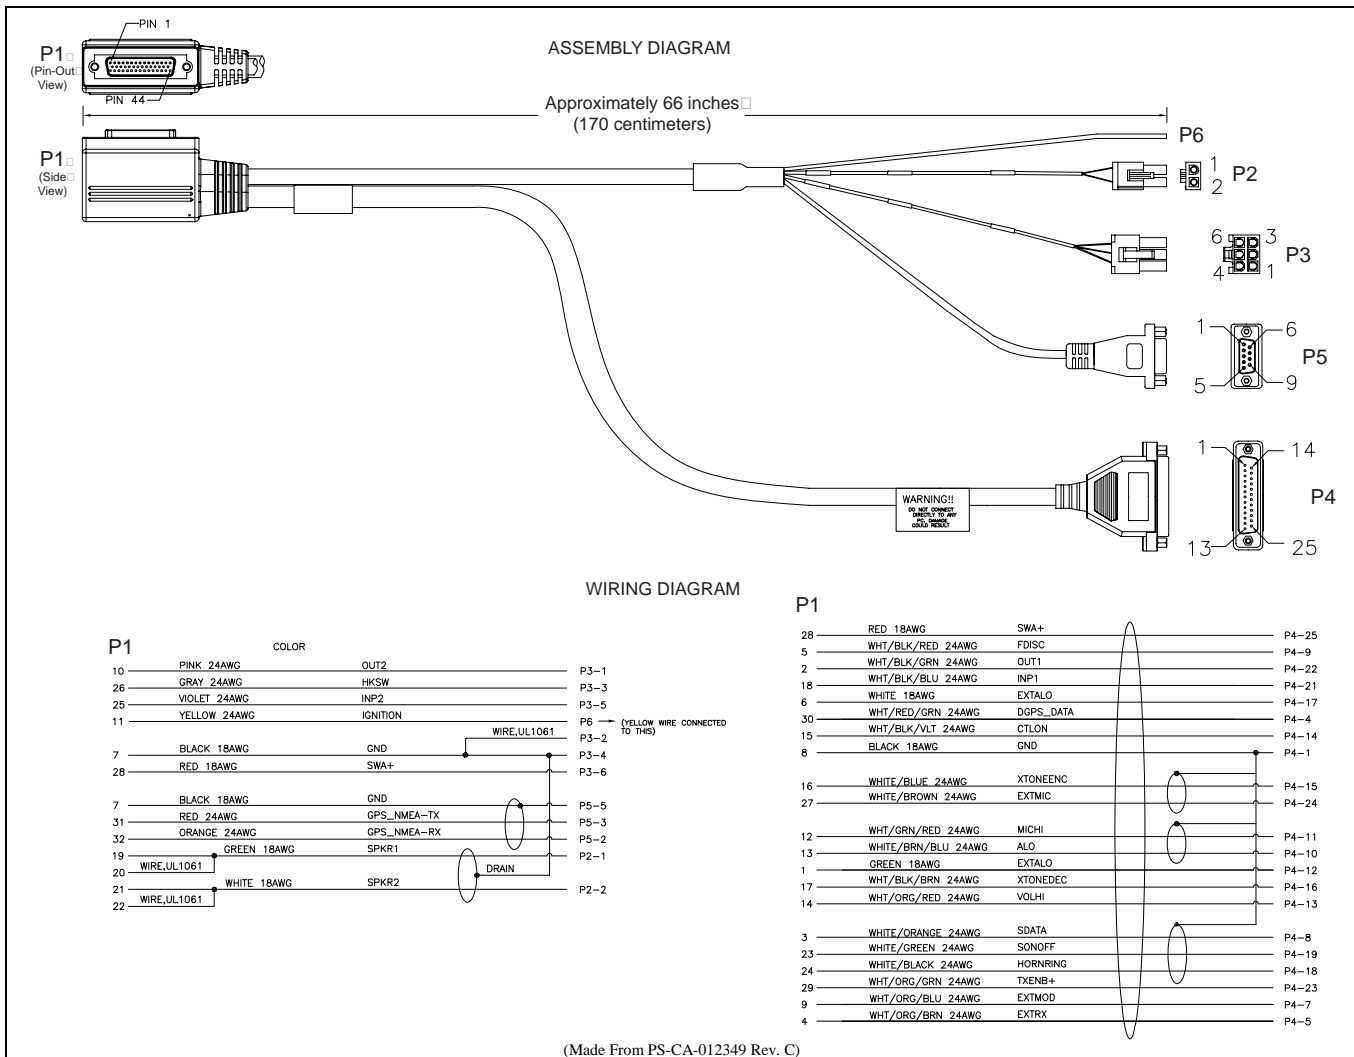 PIN 1
P1
(Pin-Out
View)
PIN 44
ASSEMBLY DIAGRAM
Approximately 66 inches
(170 centimeters)
P1
(Side
View)
P6
1
2
P2
6 3
4 1
P3
1 6
5 9
P5
1 14
13 25
P4
WARNING!!
DO NOT CONNECT
DIRECTLY TO ANY
PC, DAMAGE
COULD RESULT
WIRING DIAGRAM
P1
COLOR
10 PINK 24AWG OUT2 P3-1
26 GRAY 24AWG HKSW P3-3
25 VIOLET 24AWG INP2 P3-5
11 YELLOW 24AWG IGNITION P6 (YELLOW WIRE CONNECTED
TO THIS)
WIRE,UL1061 P3-2
7 BLACK 18AWG GND P3-4
28 RED 18AWG SWA+ P3-6
7 BLACK 18AWG GND P5-5
31 RED 24AWG GPS_NMEA-TX P5-3
32 ORANGE 24AWG GPS_NMEA-RX P5-2
19 GREEN 18AWG SPKR1 P2-1
20 WIRE,UL1061
DRAIN
21 WHITE 18AWG SPKR2 P2-2
22 WIRE,UL1061
P1
28 RED 18AWG SWA+ P4-25
5 WHT/BLK/RED 24AWG FDISC P4-9
2 WHT/BLK/GRN 24AWG OUT1 P4-22
18 WHT/BLK/BLU 24AWG INP1 P4-21
6 WHITE 18AWG EXTALO P4-17
30 WHT/RED/GRN 24AWG DGPS_DATA P4-4
15 WHT/BLK/VLT 24AWG CTLON P4-14
8 BLACK 18AWG GND P4-1
16 WHITE/BLUE 24AWG XTONEENC P4-15
27 WHITE/BROWN 24AWG EXTMIC P4-24
12 WHT/GRN/RED 24AWG MICHI P4-11
13 WHITE/BRN/BLU 24AWG ALO P4-10
1 GREEN 18AWG EXTALO P4-12
17 WHT/BLK/BRN 24AWG XTONEDEC P4-16
14 WHT/ORG/RED 24AWG VOLHI P4-13
3 WHITE/ORANGE 24AWG SDATA P4-8
23 WHITE/GREEN 24AWG SONOFF P4-19
24 WHITE/BLACK 24AWG HORNRING P4-18
29 WHT/ORG/GRN 24AWG TXENB+ P4-23
9 WHT/ORG/BLU 24AWG EXTMOD P4-7
4 WHT/ORG/BRN 24AWG EXTRX P4-5
(Made From PS-CA-012349 Rev. C)